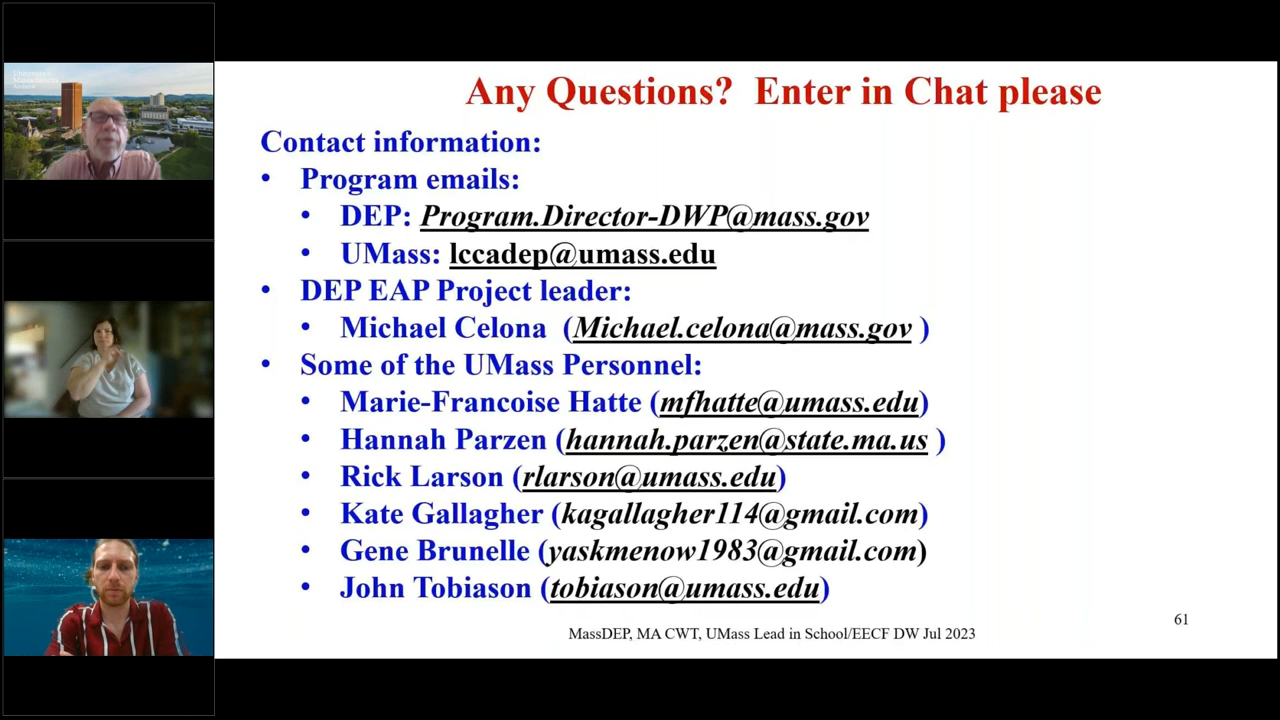 University of
Massachusetts
Amherst
Any Questions?  Enter in Chat please
Contact information:
• Program emails:
• DEP: Program.Director-DWP@mass.gov
• UMass: lccadep@umass.edu
• DEP EAP Project leader:
• Michael Celona  (Michael.celona@mass.gov )
• Some of the UMass Personnel:
• Marie-Francoise Hatte (mfhatte@umass.edu)
• Hannah Parzen (hannah.parzen@state.ma.us )
• Rick Larson (rlarson@umass.edu)
• Kate Gallagher (kagallagher114@gmail.com)
• Gene Brunelle (yaskmenow1983@gmail.com)
• John Tobiason (tobiason@umass.edu)
61
MassDEP, MA CWT, UMass Lead in School/EECF DW Jul 2023